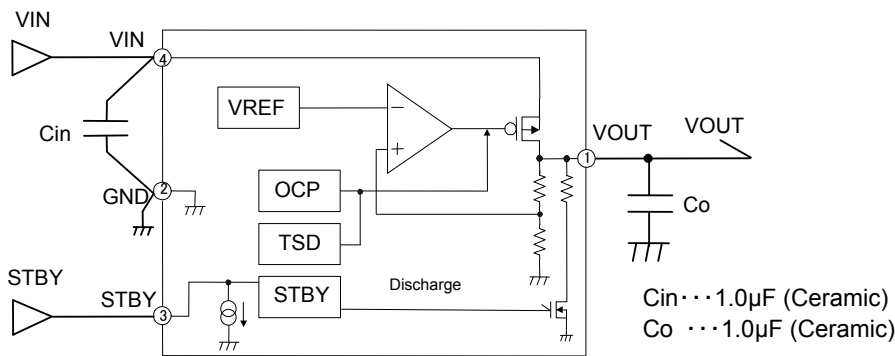 VIN
VIN
4
VREF
−
+
VOUT
VOUT
1
Cin
GND
2
OCP
TSD
Co
STBY
STBY
3
STBY
Discharge
Cin・・・1.0μF (Ceramic)
Co ・・・1.0μF (Ceramic)